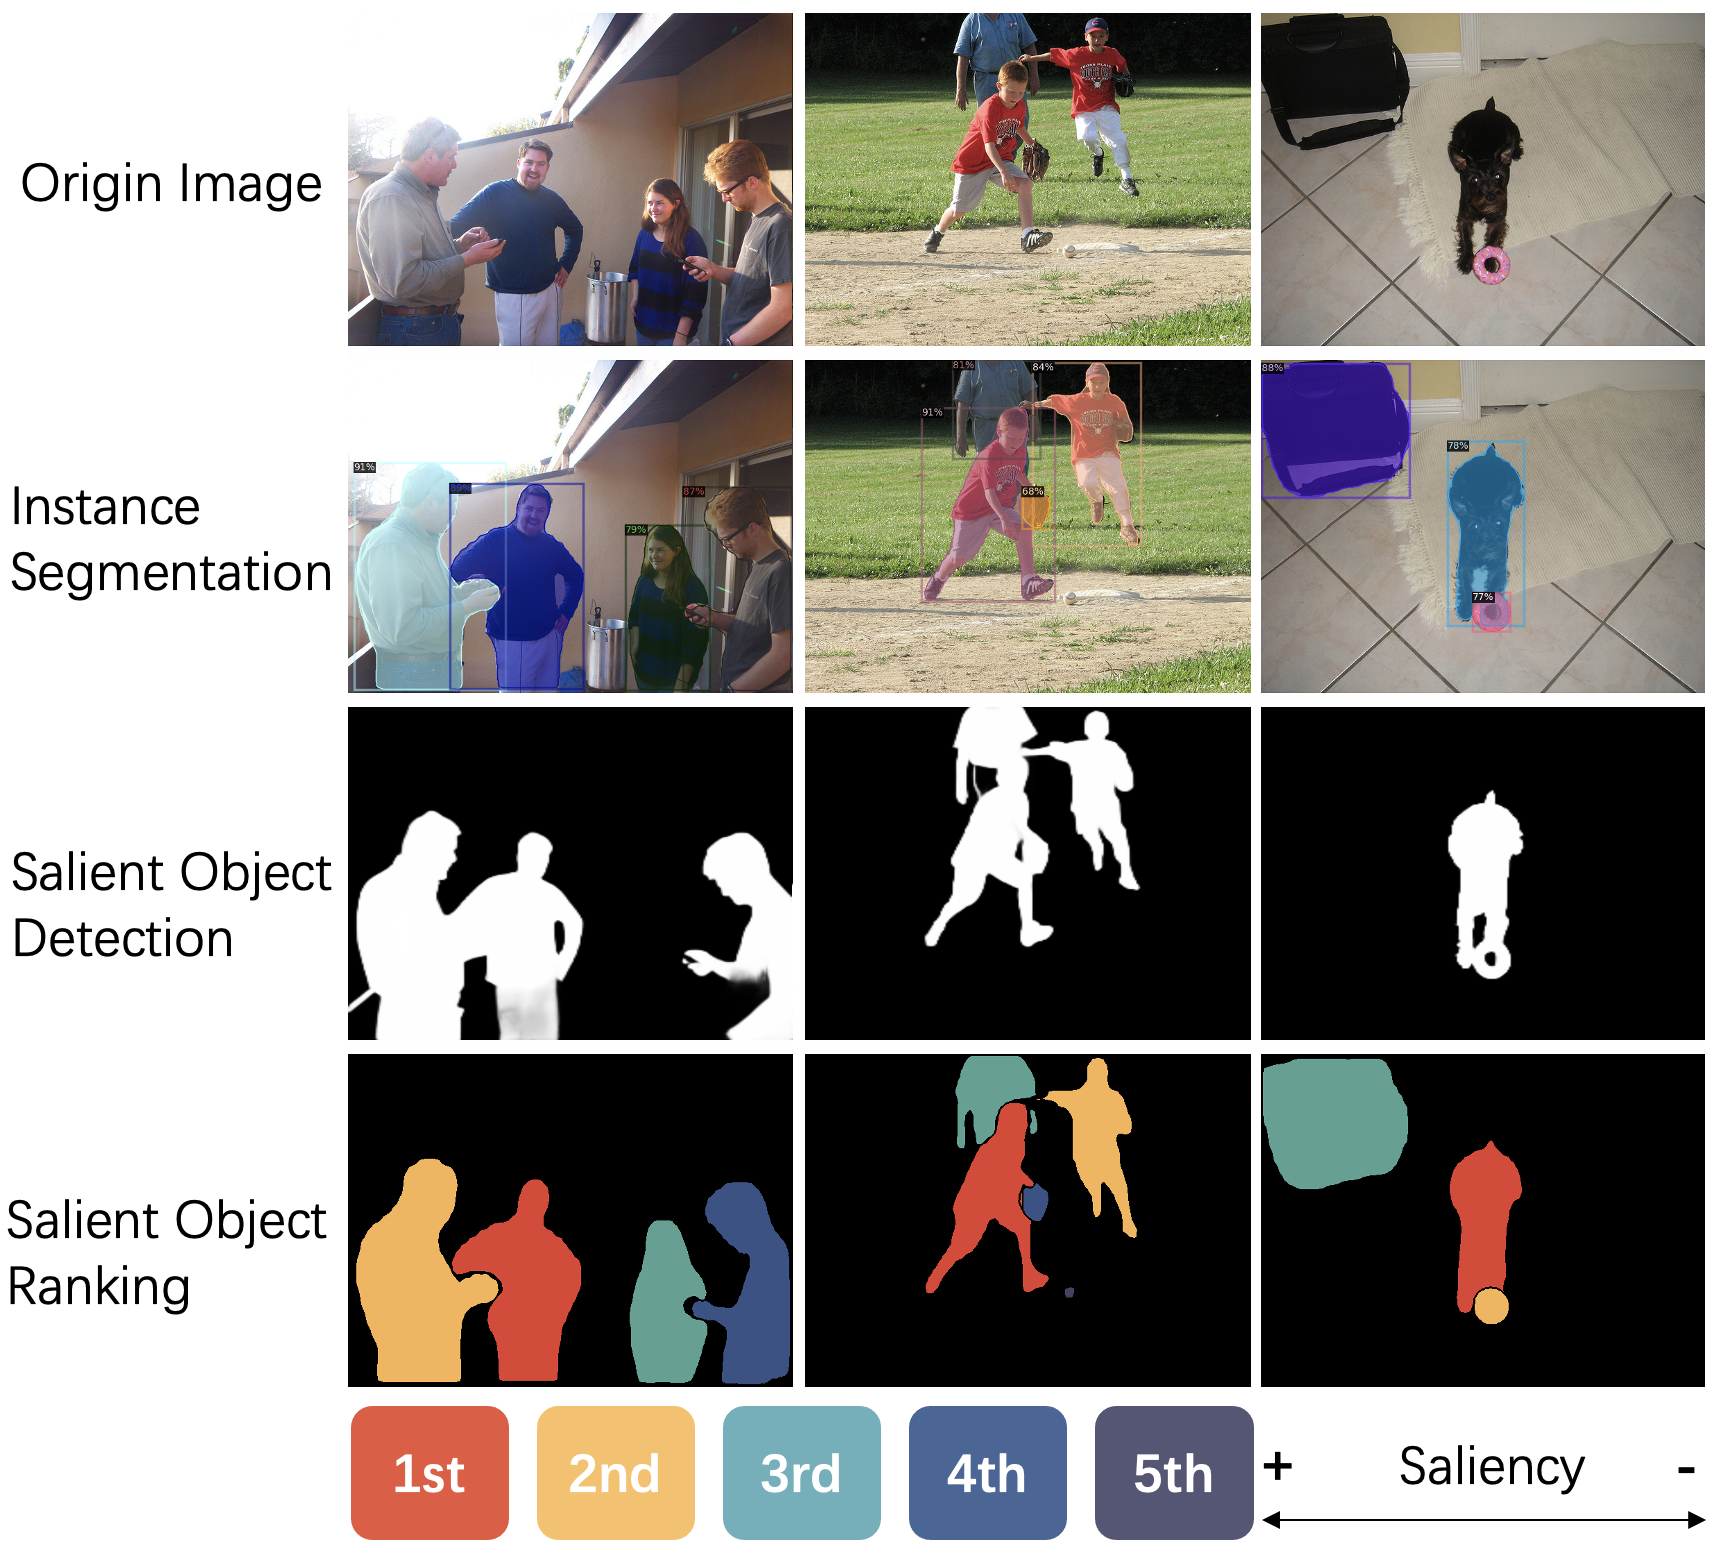 Origin Image
Instance
Segmentation
91%
89%
79%
87%
81%
84%
91%
68%
88%
78%
77%
Salient Object
Detection
Salient Object
Ranking
1st
2nd
3rd
4th
5th
+ Saliency -